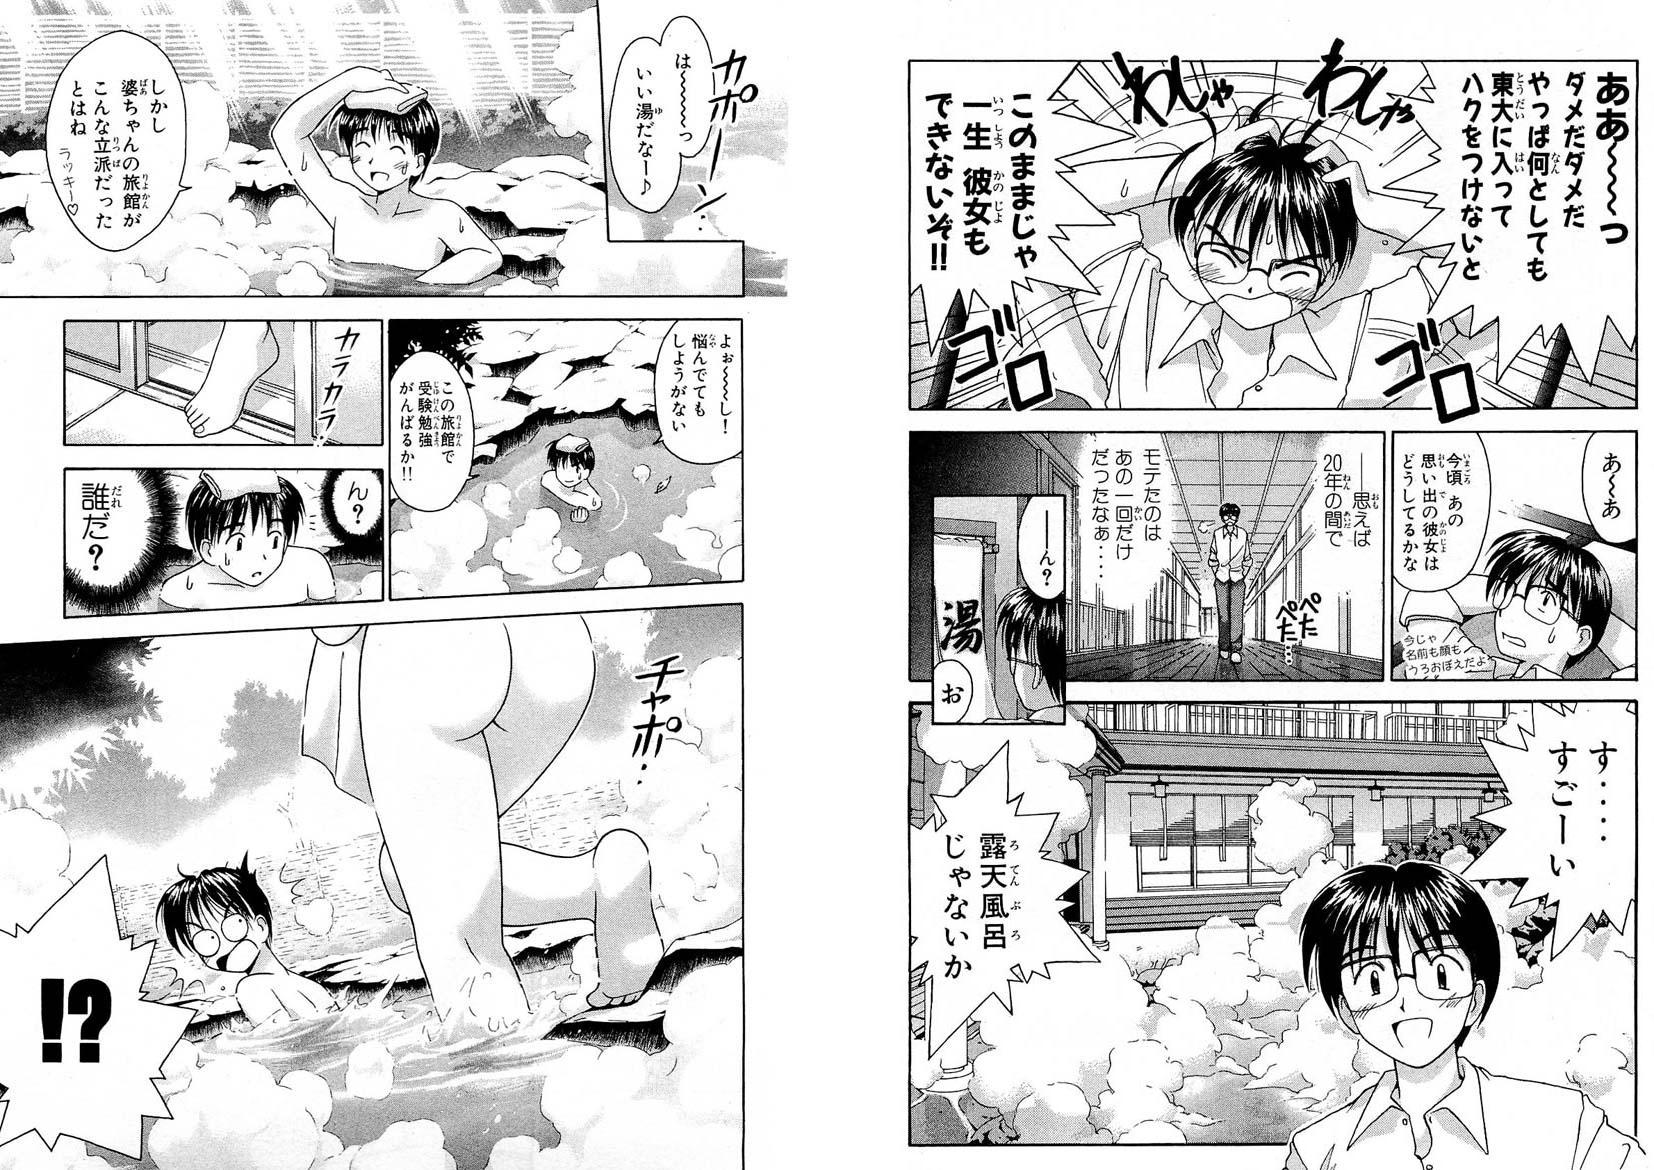 ああ~~~っ
ダメだダメだ
やっぱ何としても
東大に入って
ハクをつけないと
このままじゃ
一生 彼女も
できないぞ!!
わしゃ
わしゃ
ゴロ
ゴロ
あ~あ
今頃 あの
思い出の彼女は
どうしてるかな
今じゃ
名前も顔も
うろおぼえだよ
――思えば
20年の間で
モテたのは
あの一回だけ
だったなぁ・・・
ぺた
ぺた・・・
――ん?
湯
お
す・・・・
すごーい
露天風呂
じゃないか
カポーン
は~~~っ
いい湯だなー♪
しかし
婆ちゃんの旅館が
こんな立派だった
とはね
ラッキー♡
よぉ~~し!
悩んでても
しようがない
この旅館で
受験勉強
がんばるか!!
カラカラ・・
ん?
誰だ?
チャポ・・
!?